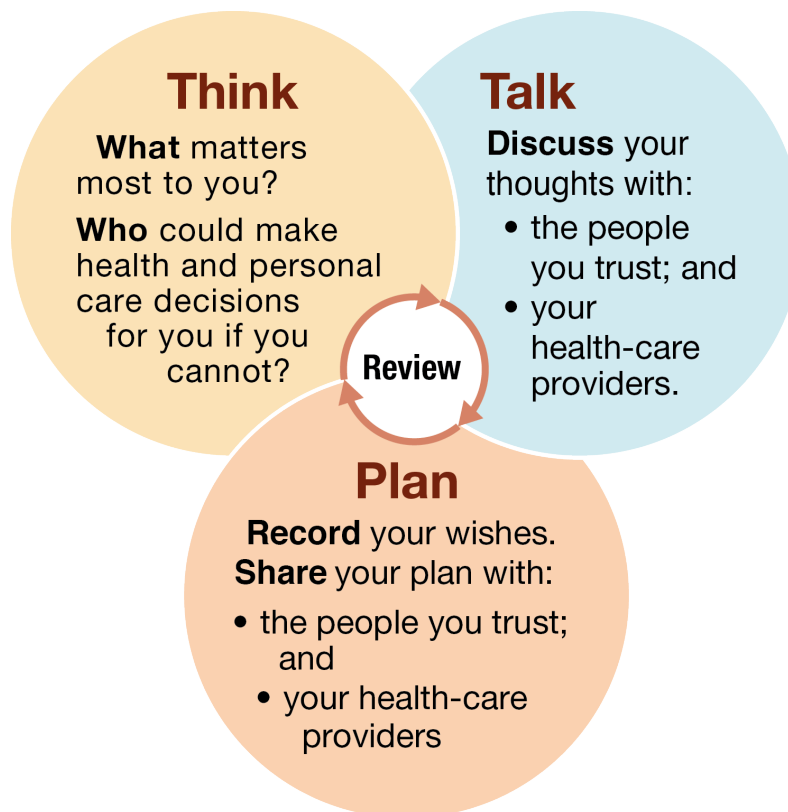 Think
What matters
most to you?
Who could make
health and personal
care decisions
for you if you
cannot?
Talk
Discuss your
thoughts with:
• the people
you trust; and
• your
health-care
providers.
Review
Plan
Record your wishes.
Share your plan with:
• the people you trust;
and
• your health-care
providers